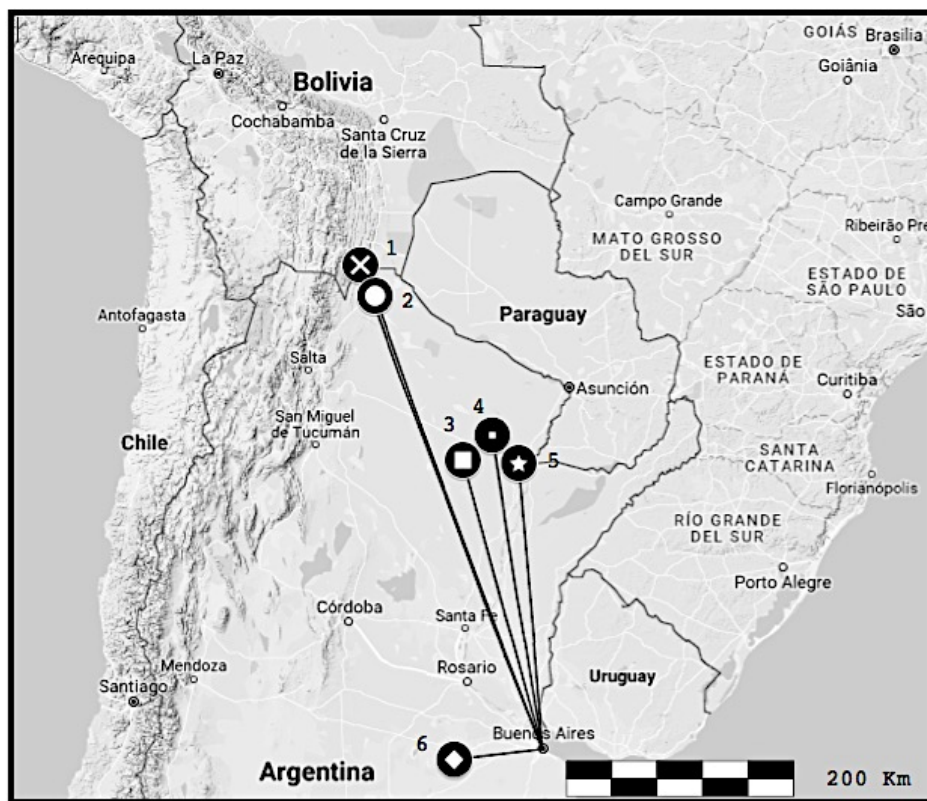 GOIÁS
Brasilia
Arequipa
La Paz
Goiânia
Bolivia
Cochabamba
Santa Cruz
de la Sierra
Campo Grande
Ribeirão Pre
MATO GROSSO
DEL SUR
1
2
ESTADO DE
SÃO PAULO
São
Antofagasta
Paraguay
Salta
ESTADO DE
PARANÁ
Asunción
Curitiba
San Miguel
de Tucumán
4
3
5
Chile
SANTA
CATARINA
Florianópolis
RÍO GRANDE
DEL SUR
Porto Alegre
Córdoba
Santa Fe
Mendoza
Rosario
Uruguay
Santiago
Buenos Aires
6
Argentina
200 Km